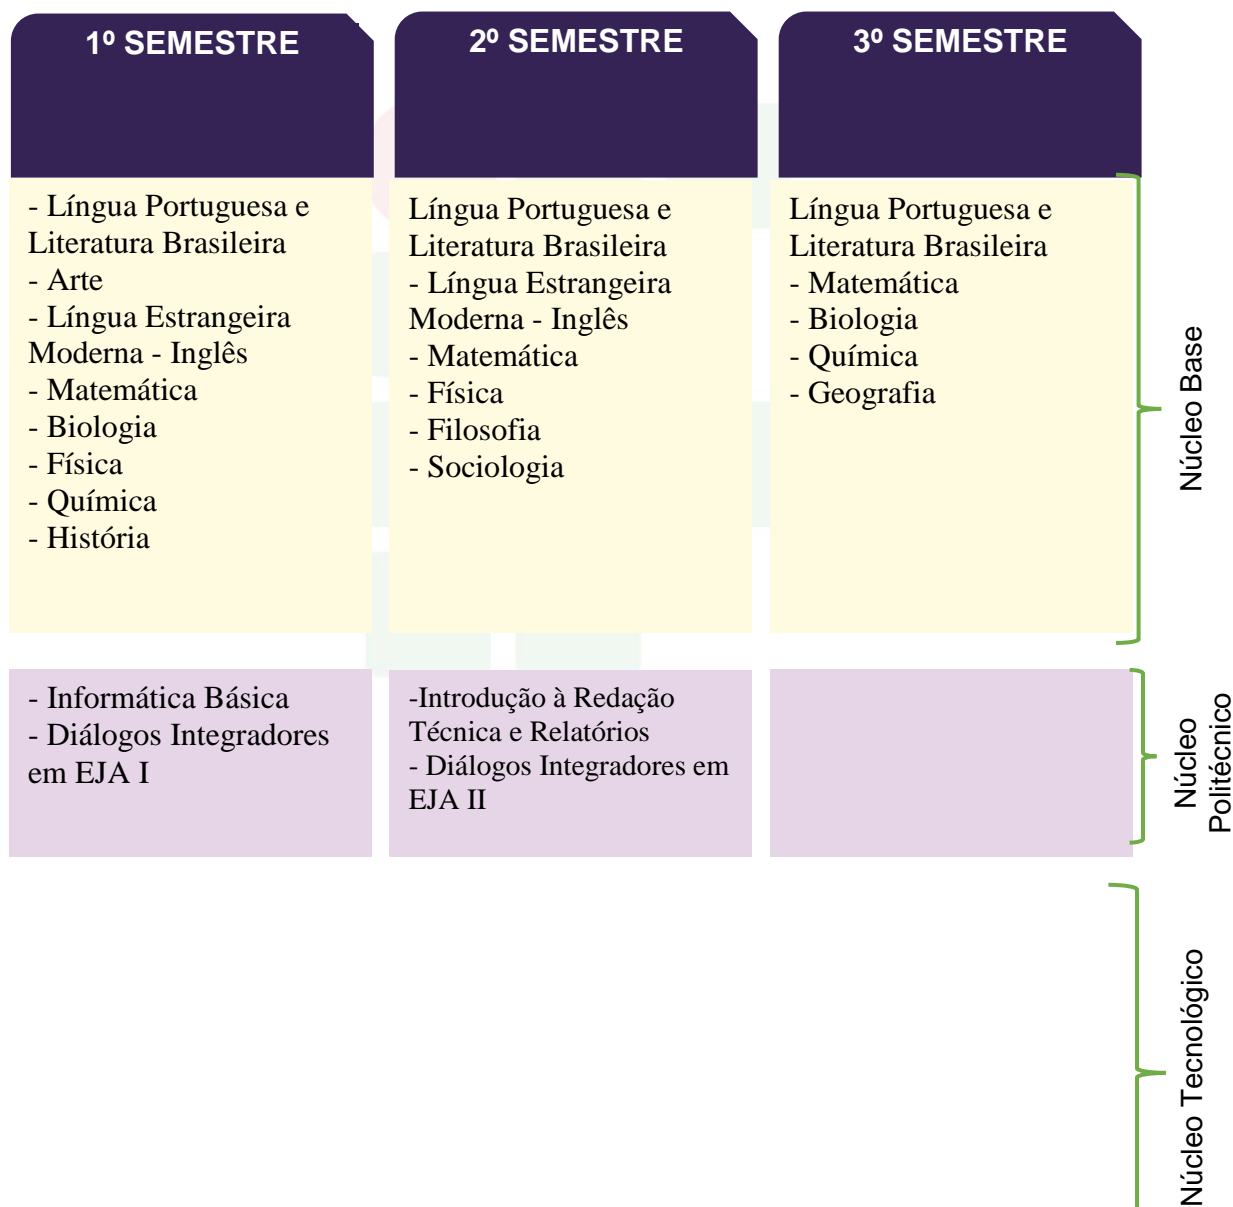 1º SEMESTRE
2º SEMESTRE
3º SEMESTRE
- Língua Portuguesa e
Literatura Brasileira
- Arte
- Língua Estrangeira
Moderna - Inglês
- Matemática
- Biologia
- Física
- Química
- História
Língua Portuguesa e
Literatura Brasileira
- Língua Estrangeira
Moderna - Inglês
- Matemática
- Física
- Filosofia
- Sociologia
Língua Portuguesa e
Literatura Brasileira
- Matemática
- Biologia
- Química
- Geografia
Núcleo Base
- Informática Básica
- Diálogos Integradores
em EJA I
-Introdução à Redação
Técnica e Relatórios
- Diálogos Integradores em
EJA II
Núcleo
Politécnico
Núcleo Tecnológico